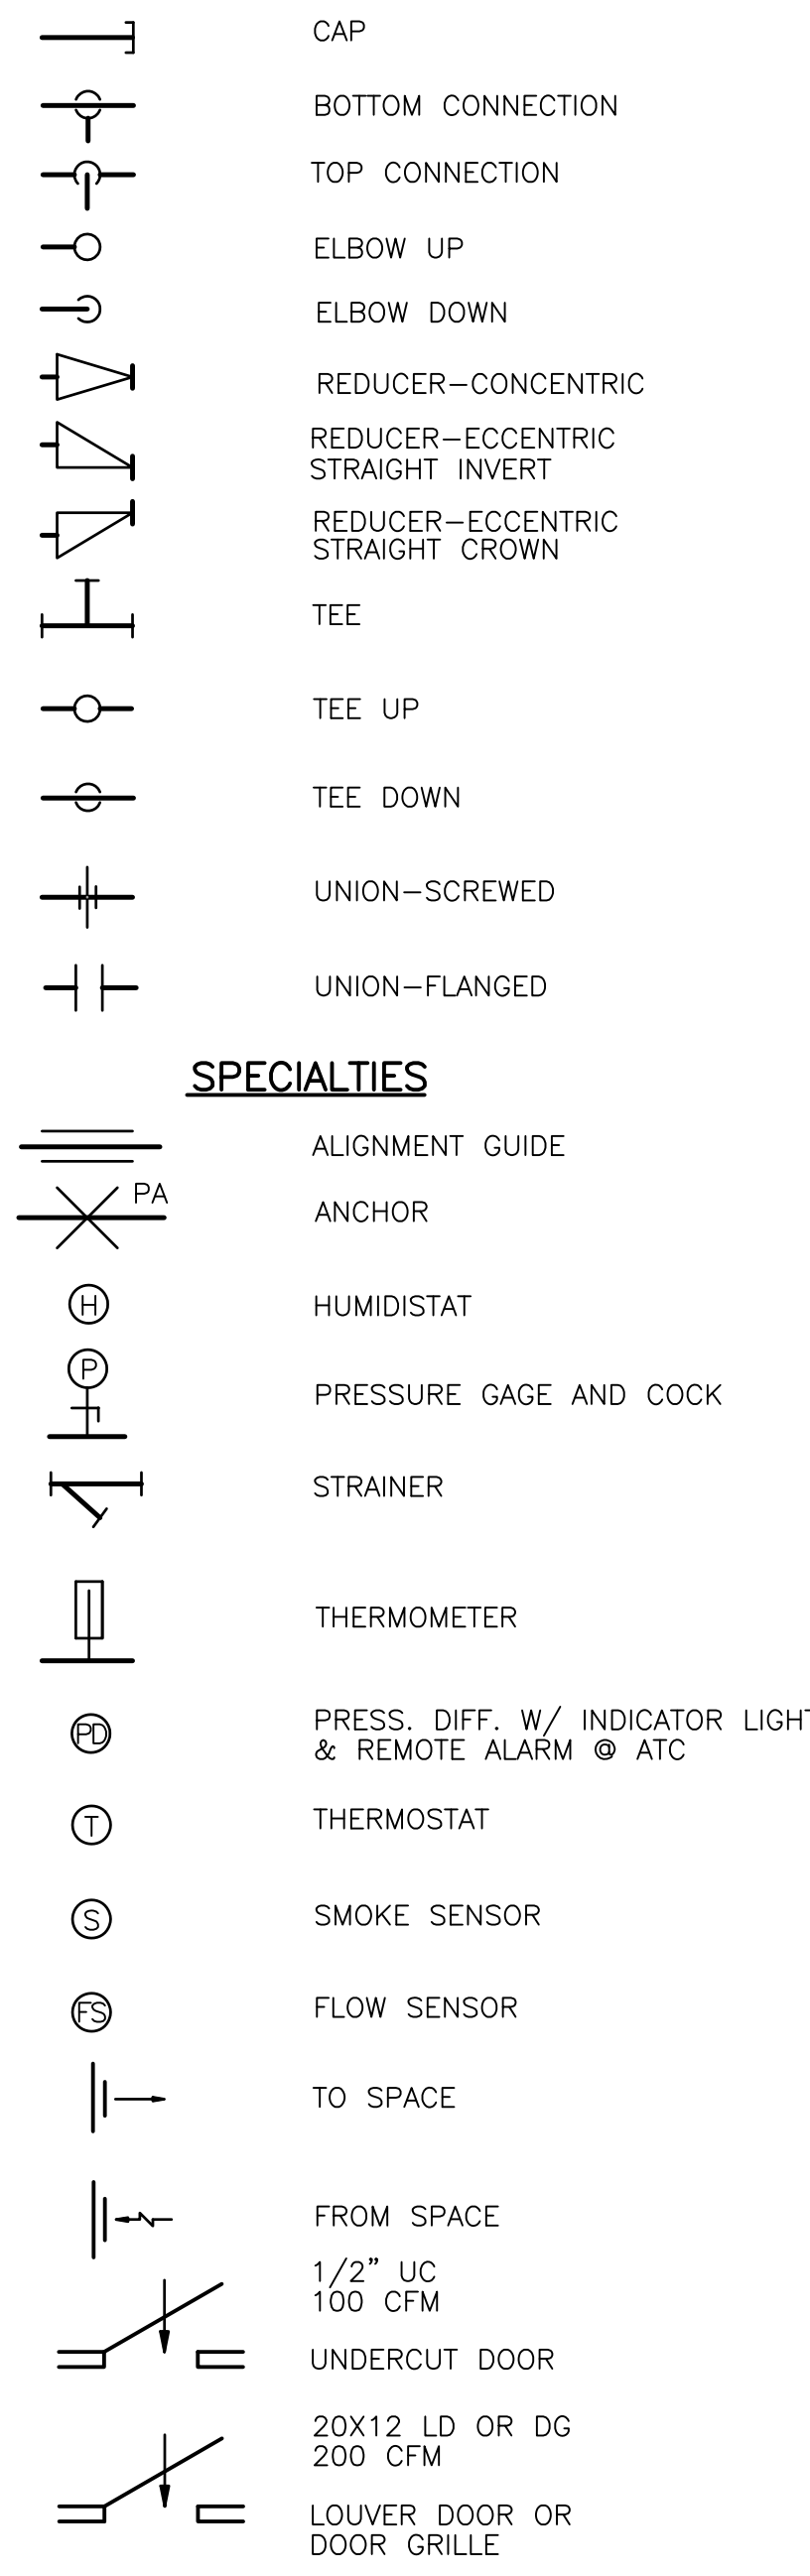 CAP
BOTTOM CONNECTION
TOP CONNECTION
ELBOW UP
ELBOW DOWN
REDUCER-CONCENTRIC
REDUCER-ECCENTRIC
STRAIGHT INVERT
REDUCER-ECCENTRIC
STRAIGHT CROWN
TEE
TEE UP
TEE DOWN
UNION-SCREWED
UNION-FLANGED
SPECIALTIES
ALIGNMENT GUIDE
PA
ANCHOR
H
HUMIDISTAT
P
PRESSURE GAGE AND COCK
STRAINER
THERMOMETER
PD
PRESS. DIFF. W/ INDICATOR LIGHT
& REMOTE ALARM @ ATC
T
THERMOSTAT
S
SMOKE SENSOR
FS
FLOW SENSOR
TO SPACE
FROM SPACE
1/2" UC
100 CFM
UNDERCUT DOOR
20X12 LD OR DG
200 CFM
LOUVER DOOR OR
DOOR GRILLE